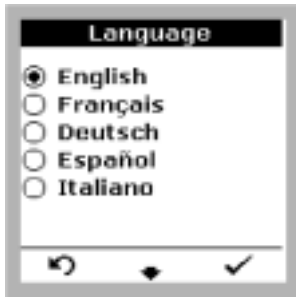 Language
English
Français
Deutsch
Español
Italiano